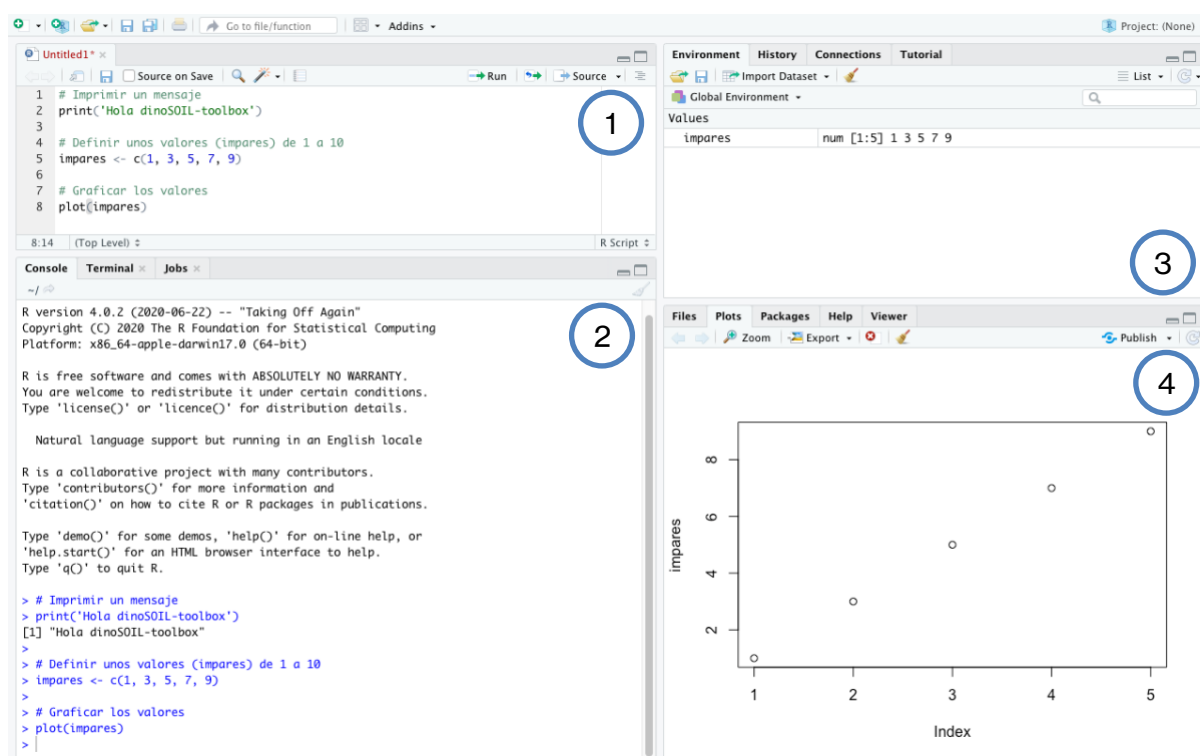 Go to file/function Addins Project: (None)
Untitled1* ×
Source on Save Run Source
1 # Imprimir un mensaje
2 print('Hola dinoSOIL-toolbox')
3
4 # Definir unos valores (impares) de 1 a 10
5 impares <- c(1, 3, 5, 7, 9)
6
7 # Graficar los valores
8 plot(impares)
1
8:14 (Top Level) R Script
Console Terminal × Jobs ×
~/
R version 4.0.2 (2020-06-22) -- "Taking Off Again"
Copyright (C) 2020 The R Foundation for Statistical Computing
Platform: x86_64-apple-darwin17.0 (64-bit)
2
R is free software and comes with ABSOLUTELY NO WARRANTY.
You are welcome to redistribute it under certain conditions.
Type 'license()' or 'licence()' for distribution details.
Natural language support but running in an English locale
R is a collaborative project with many contributors.
Type 'contributors()' for more information and
'citation()' on how to cite R or R packages in publications.
Type 'demo()' for some demos, 'help()' for on-line help, or
'help.start()' for an HTML browser interface to help.
Type 'q()' to quit R.
> # Imprimir un mensaje
> print('Hola dinoSOIL-toolbox')
[1] "Hola dinoSOIL-toolbox"
>
> # Definir unos valores (impares) de 1 a 10
> impares <- c(1, 3, 5, 7, 9)
>
> # Graficar los valores
> plot(impares)
>
Environment History Connections Tutorial
Import Dataset List
Global Environment
Values
impares num [1:5] 1 3 5 7 9
3
Files Plots Packages Help Viewer
Zoom Export Publish
4
impares
8
6
4
2
1 2 3 4 5
Index